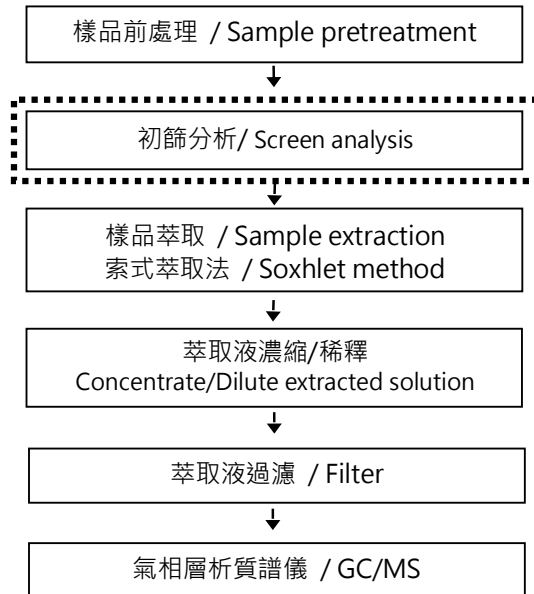 樣品前處理 / Sample pretreatment
初篩分析/ Screen analysis
樣品萃取 / Sample extraction
索式萃取法 / Soxhlet method
萃取液濃縮/稀釋
Concentrate/Dilute extracted solution
萃取液過濾 / Filter
氣相層析質譜儀 / GC/MS